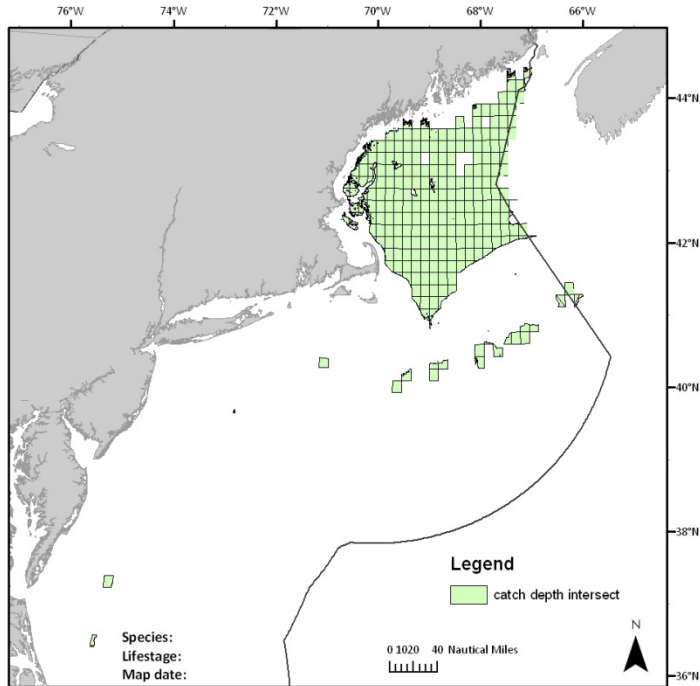 76°W 74°W 72°W 70°W 68°W 66°W
44°N
42°N
40°N
38°N
Legend
catch depth intersect
Species:
Lifestage:
Map date:
0 1020 40 Nautical Miles
N
36°N